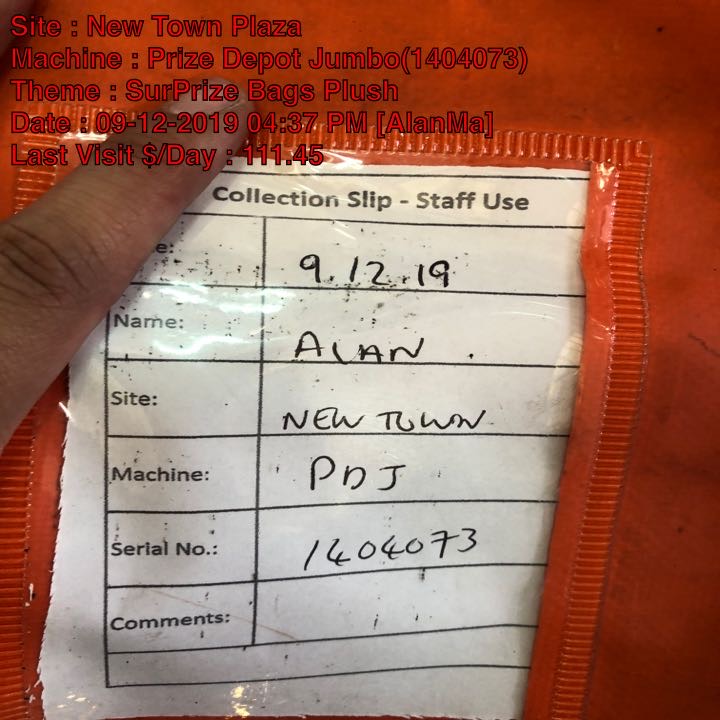 Site : New Town Plaza
Machine : Prize Depot Jumbo(1404073)
Theme : SurPrize Bags Plush
Date : 09-12-2019 04:37 PM [AlanMa]
Last Visit $/Day : 111.45
Collection Slip - Staff Use
e: 9.12.19
Name: ALAN .
Site: NEW TOWN
Machine: PDJ
Serial No.: 1404073
Comments: